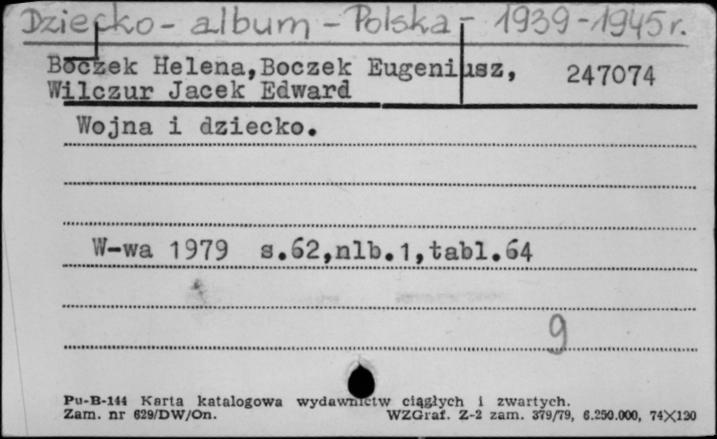 Dziecko - album - Polska - 1939-1945 r.
Boczek Helena,Boczek Eugeniusz, 247074
Wilczur Jacek Edward
Wojna i dziecko.
W-wa 1979 s.62,nlb.1,tabl.64
9
Pu-B-144 Karta katalogowa wydawnictw ciągłych i zwartych.
Zam. nr 629/DW/On. WZGraf. Z-2 zam. 379/79, 6.250.000, 74X120